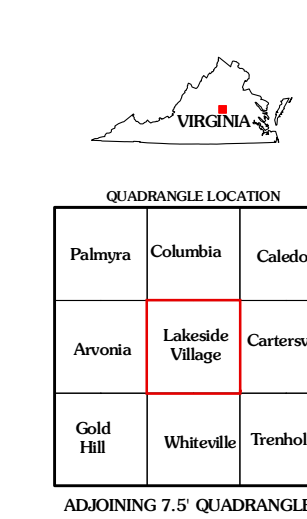 VIRGINIA
QUADRANGLE LOCATION
Palmyra
Columbia
Caledo
Arvonia
Lakeside
Village
Cartersv
Gold
Hill
Whiteville
Trenhol
ADJOINING 7.5' QUADRANGLE